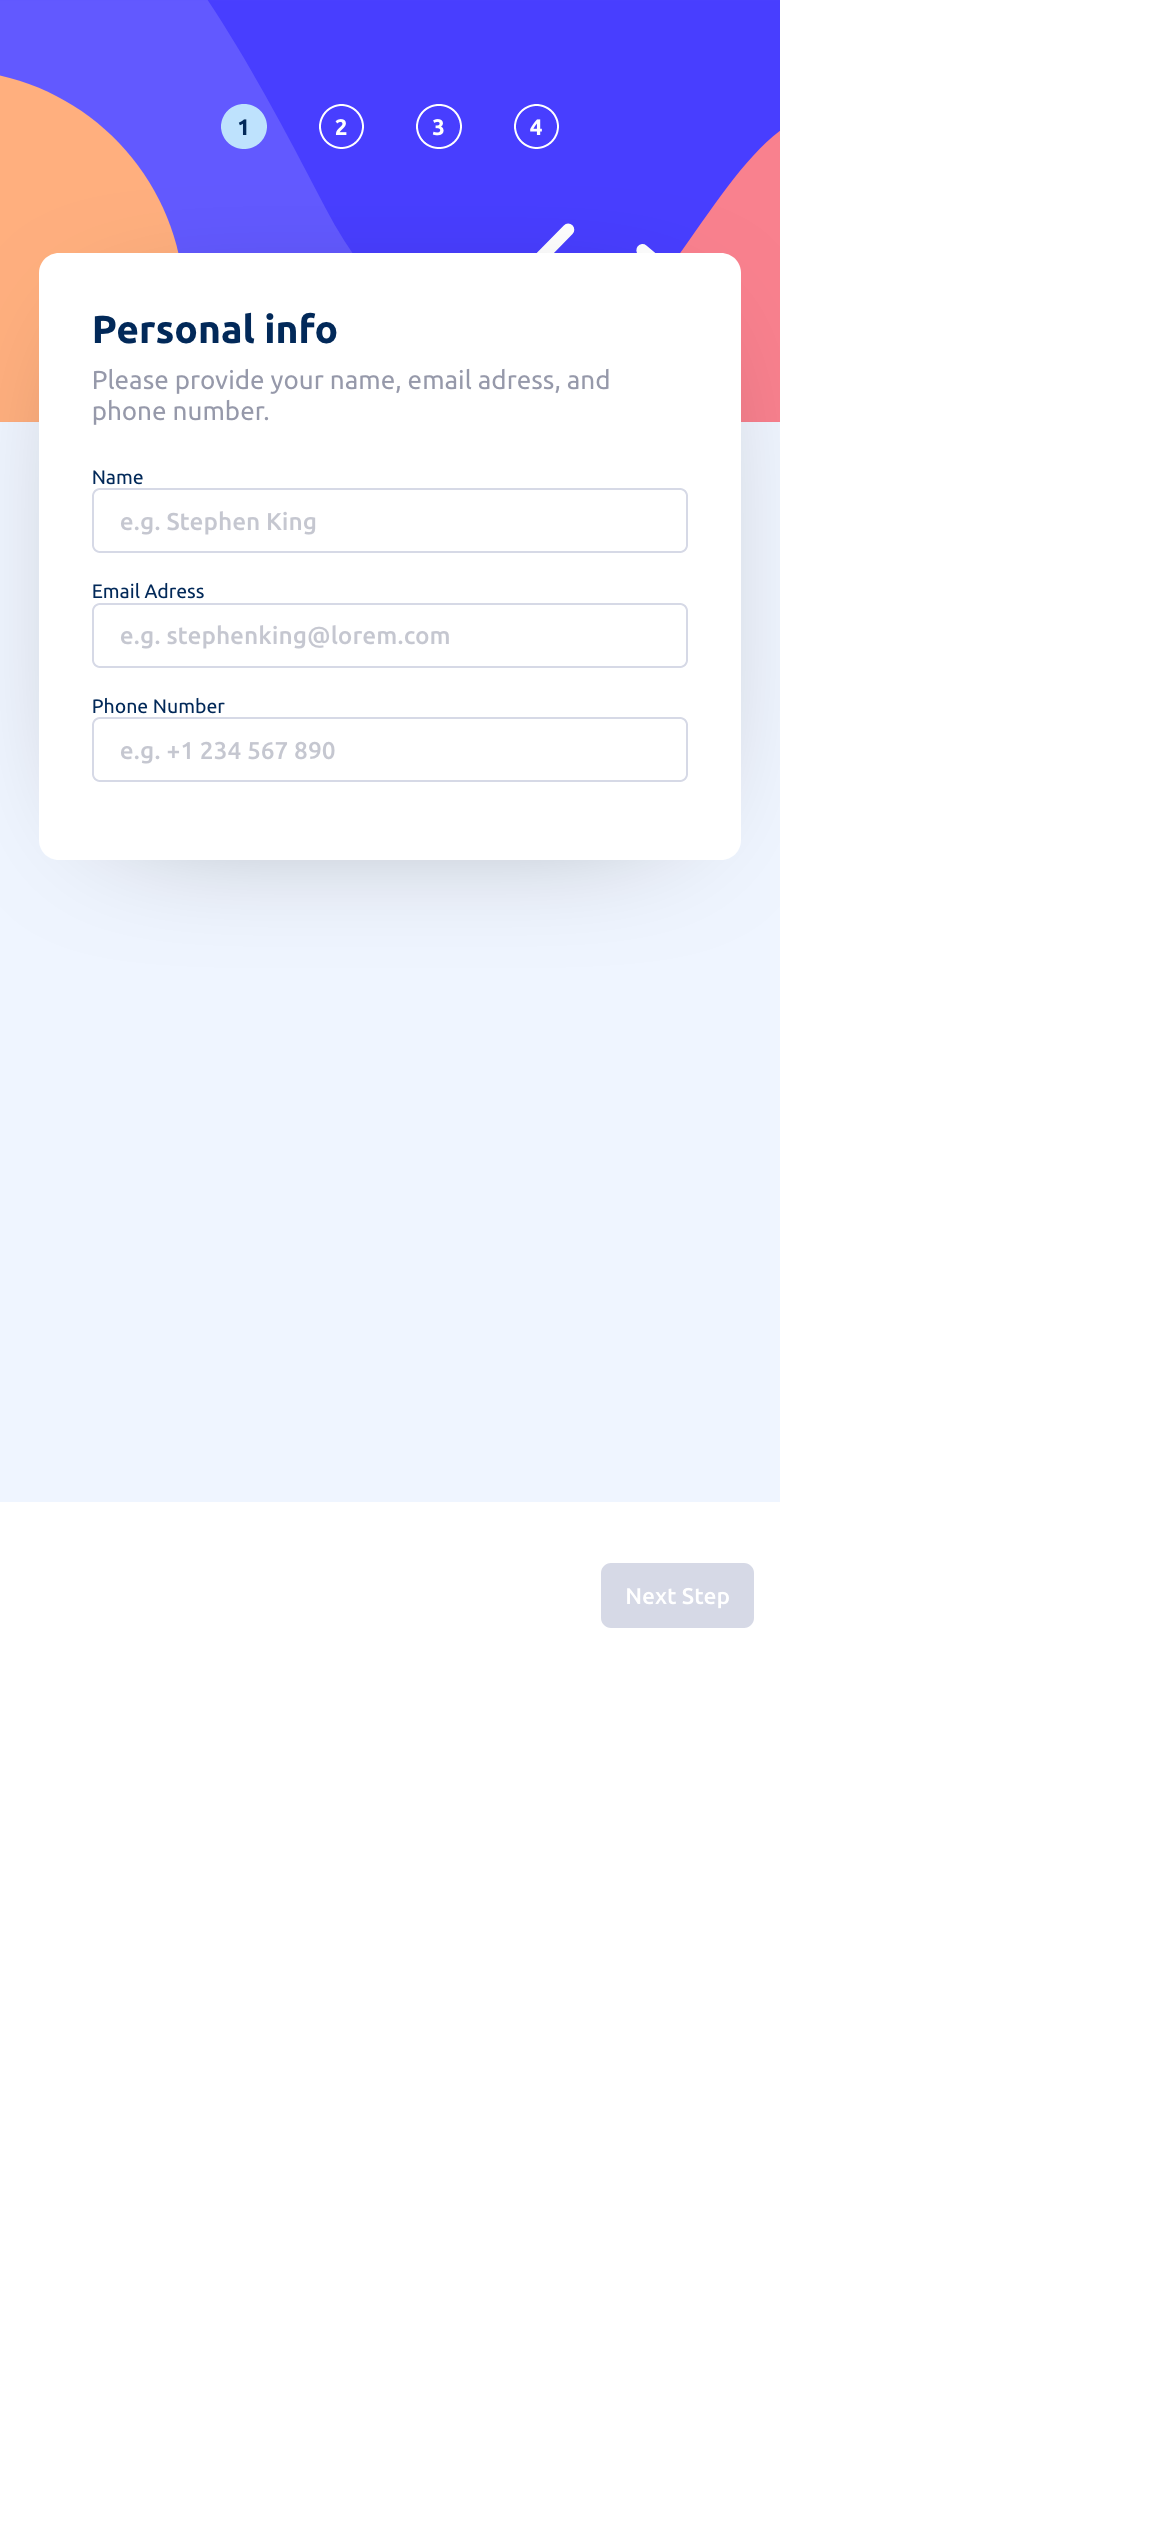 1 2 3 4
Personal info
Please provide your name, email adress, and
phone number.
Name
e.g. Stephen King
Email Adress
e.g. stephenking@lorem.com
Phone Number
e.g. +1 234 567 890
Next Step